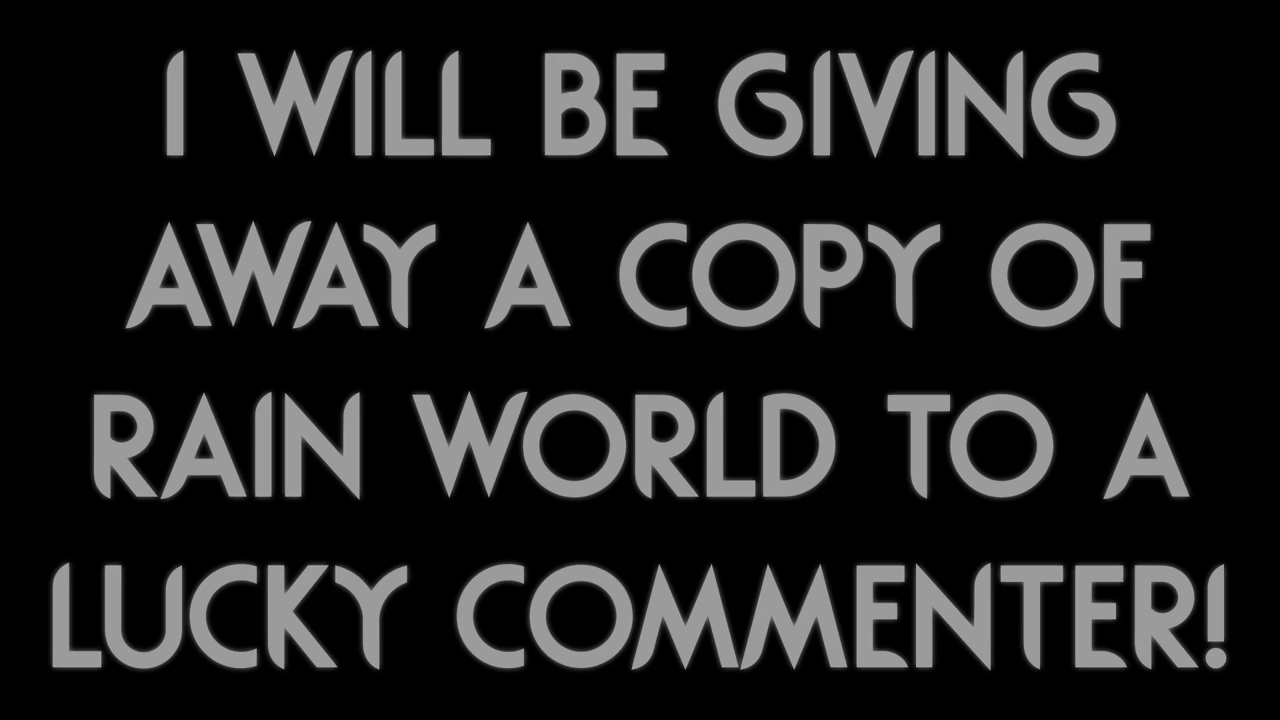 I WILL BE GIVING
AWAY A COPY OF
RAIN WORLD TO A
LUCKY COMMENTER!